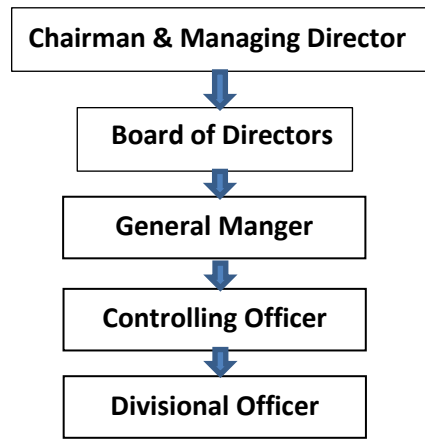 Chairman & Managing Director
Board of Directors
General Manger
Controlling Officer
Divisional Officer